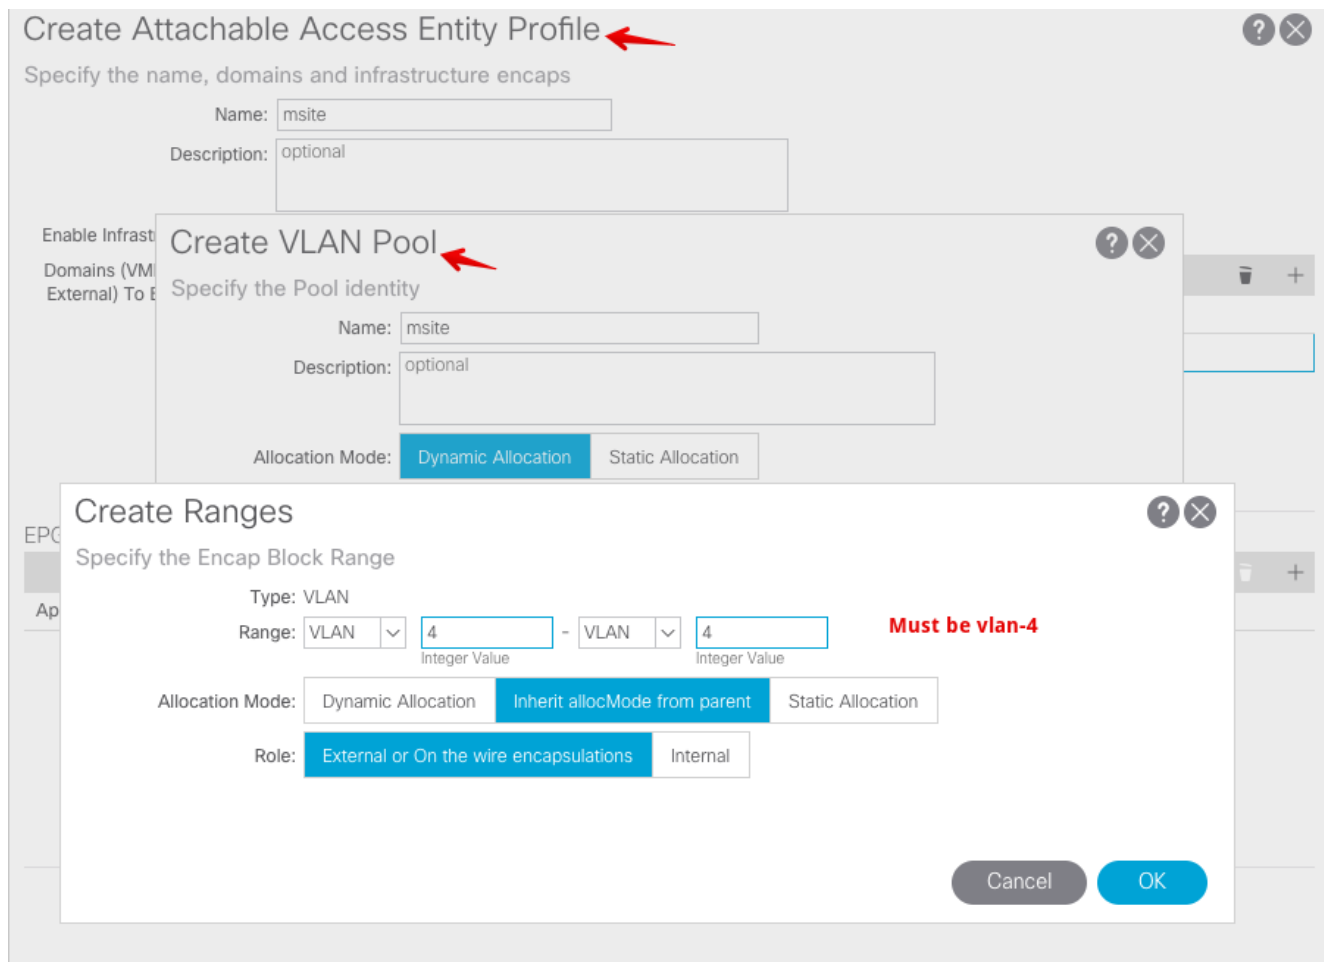 Create Attachable Access Entity Profile
Specify the name, domains and infrastructure encaps
Name: msite
Description: optional
Enable Infrast
Domains (VM
External) To
Create VLAN Pool
Specify the Pool identity
Name: msite
Description: optional
Allocation Mode: Dynamic Allocation Static Allocation
EPG
Ap
Create Ranges
Specify the Encap Block Range
Type: VLAN
Range: VLAN 4 - VLAN 4 Must be vlan-4
Integer Value Integer Value
Allocation Mode: Dynamic Allocation Inherit allocMode from parent Static Allocation
Role: External or On the wire encapsulations Internal
Cancel OK